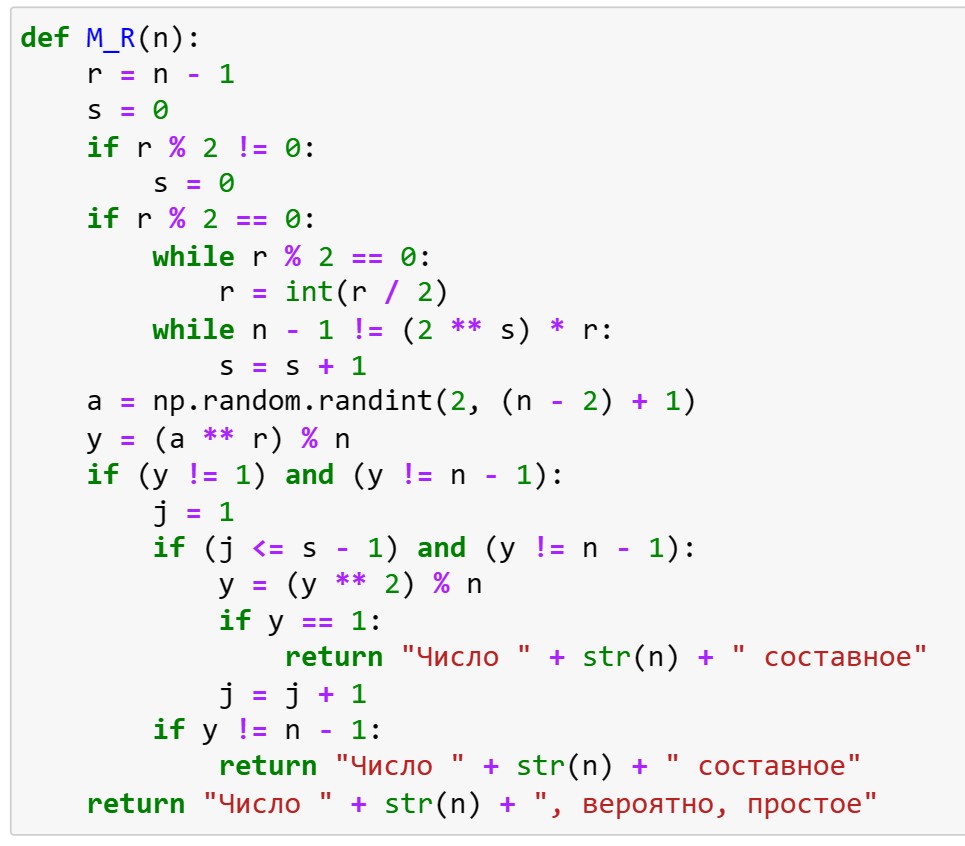 def M_R(n):
    r = n - 1
    s = 0
    if r % 2 != 0:
        s = 0
    if r % 2 == 0:
        while r % 2 == 0:
            r = int(r / 2)
        while n - 1 != (2 ** s) * r:
            s = s + 1
    a = np.random.randint(2, (n - 2) + 1)
    y = (a ** r) % n
    if (y != 1) and (y != n - 1):
        j = 1
        if (j <= s - 1) and (y != n - 1):
            y = (y ** 2) % n
            if y == 1:
                return "Число " + str(n) + " составное"
            j = j + 1
        if y != n - 1:
            return "Число " + str(n) + " составное"
    return "Число " + str(n) + ", вероятно, простое"